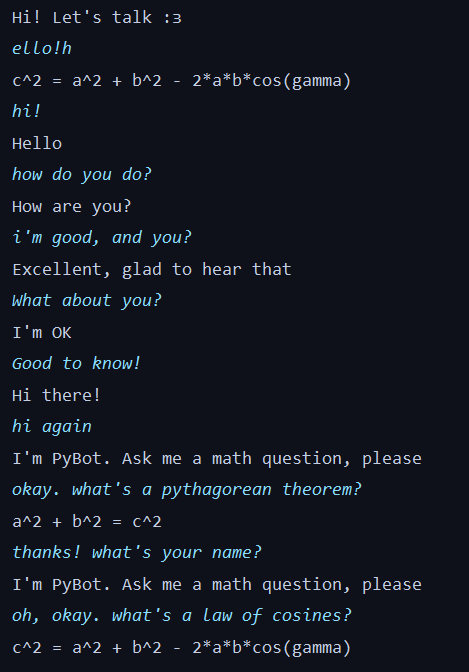 Hi! Let's talk :з
ello!h
c^2 = a^2 + b^2 - 2*a*b*cos(gamma)
hi!
Hello
how do you do?
How are you?
i'm good, and you?
Excellent, glad to hear that
What about you?
I'm OK
Good to know!
Hi there!
hi again
I'm PyBot. Ask me a math question, please
okay. what's a pythagorean theorem?
a^2 + b^2 = c^2
thanks! what's your name?
I'm PyBot. Ask me a math question, please
oh, okay. what's a law of cosines?
c^2 = a^2 + b^2 - 2*a*b*cos(gamma)